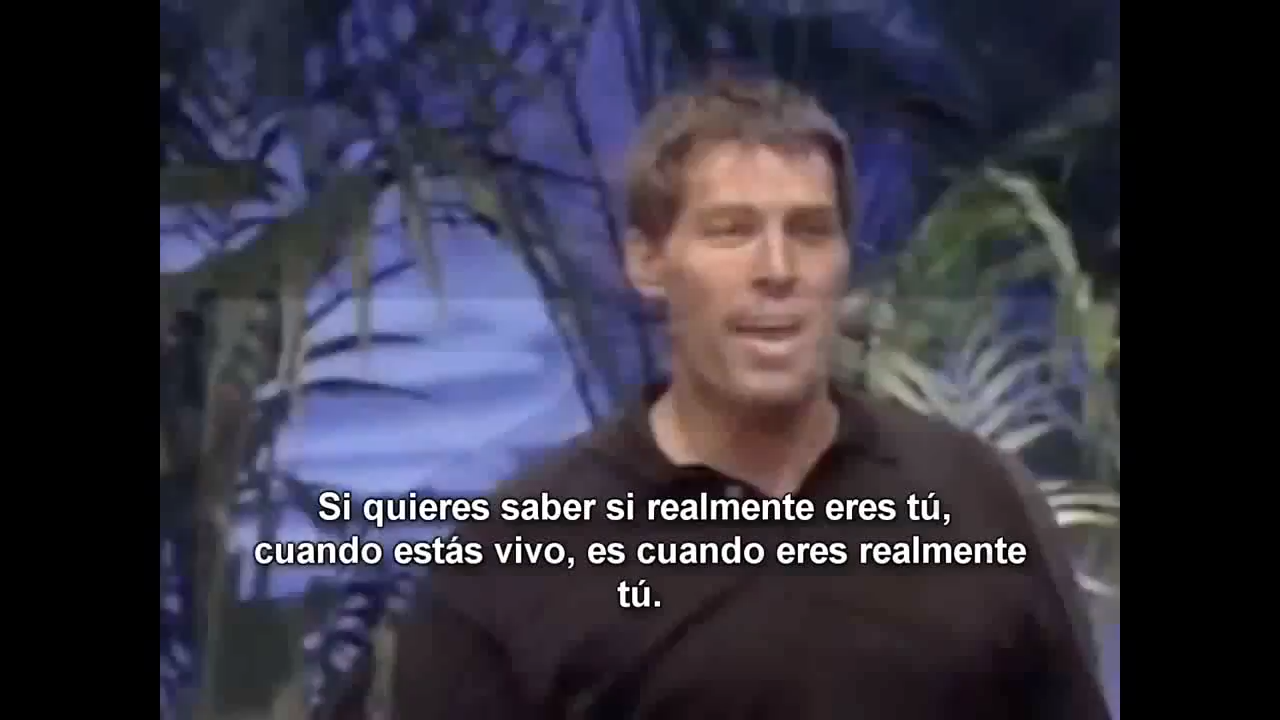 Si quieres saber si realmente eres tú,
cuando estás vivo, es cuando eres realmente
tú.